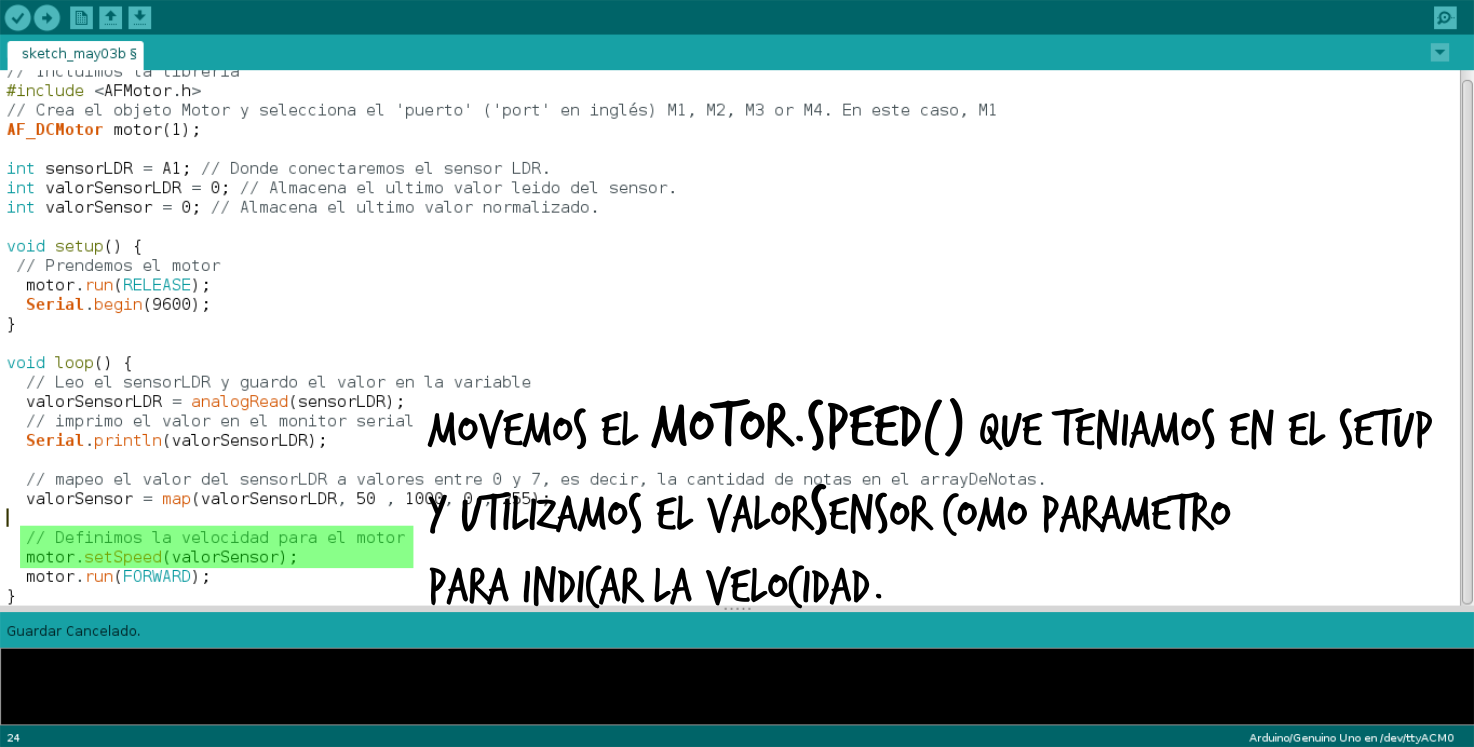 sketch_may03b §
// Incluimos la libreria
#include <AFMotor.h>
// Crea el objeto Motor y selecciona el 'puerto' ('port' en inglés) M1, M2, M3 or M4. En este caso, M1
AF_DCMotor motor(1);
int sensorLDR = A1; // Donde conectaremos el sensor LDR.
int valorSensorLDR = 0; // Almacena el ultimo valor leido del sensor.
int valorSensor = 0; // Almacena el ultimo valor normalizado.
void setup() {
// Prendemos el motor
motor.run(RELEASE);
Serial.begin(9600);
}
void loop() {
// Leo el sensorLDR y guardo el valor en la variable
valorSensorLDR = analogRead(sensorLDR);
// imprimo el valor en el monitor serial
Serial.println(valorSensorLDR);
// mapeo el valor del sensorLDR a valores entre 0 y 7, es decir, la cantidad de notas en el arrayDeNotas.
valorSensor = map(valorSensorLDR, 50 , 1000, 0 , 255);
// Definimos la velocidad para el motor
motor.setSpeed(valorSensor);
motor.run(FORWARD);
}
MOVEMOS EL MOTOR.SPEED() QUE TENIAMOS EN EL SETUP
Y UTILIZAMOS EL VALORSENSOR COMO PARAMETRO
PARA INDICAR LA VELOCIDAD.
Guardar Cancelado.
24
Arduino/Genuino Uno en /dev/ttyACM0